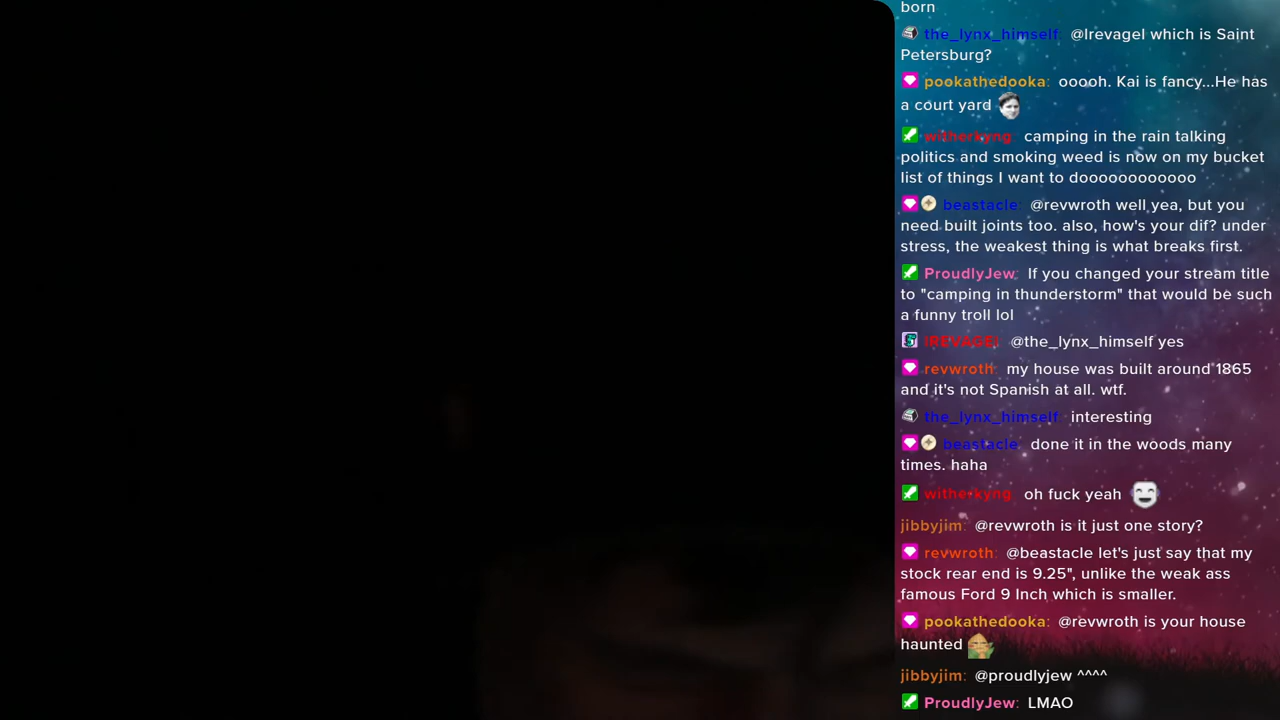 born
the_lynx_himself: @lrevagel which is Saint
Petersburg?
pookathedooka: ooooh. Kai is fancy...He has
a court yard
witherkyng: camping in the rain talking
politics and smoking weed is now on my bucket
list of things I want to dooooooooooo
beastacle: @revwroth well yea, but you
need built joints too. also, how's your dif? under
stress, the weakest thing is what breaks first.
ProudlyJew: If you changed your stream title
to "camping in thunderstorm" that would be such
a funny troll lol
lREVAGEl: @the_lynx_himself yes
revwroth: my house was built around 1865
and it's not Spanish at all. wtf.
the_lynx_himself: interesting
beastacle: done it in the woods many
times. haha
witherkyng: oh fuck yeah
jibbyjim: @revwroth is it just one story?
revwroth: @beastacle let's just say that my
stock rear end is 9.25", unlike the weak ass
famous Ford 9 Inch which is smaller.
pookathedooka: @revwroth is your house
haunted
jibbyjim: @proudlyjew ^^^^
ProudlyJew: LMAO